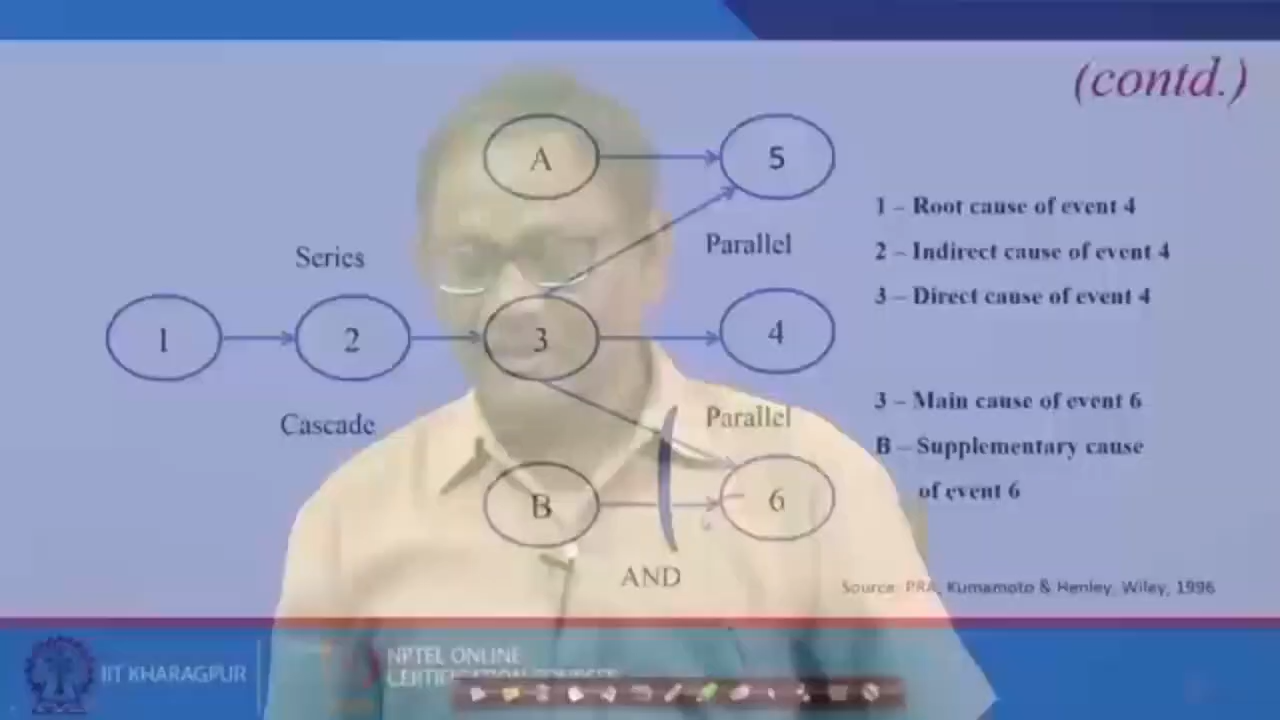 (contd.)
A
5
1 – Root cause of event 4
Parallel
Series
2 – Indirect cause of event 4
3 – Direct cause of event 4
1
2
3
4
3 – Main cause of event 6
Parallel
Cascade
B – Supplementary cause
of event 6
B
6
AND
Source: PRA, Kumamoto & Henley, Wiley, 1996
IIT KHARAGPUR
NPTEL ONLINE
CERTIFICATION COURSES